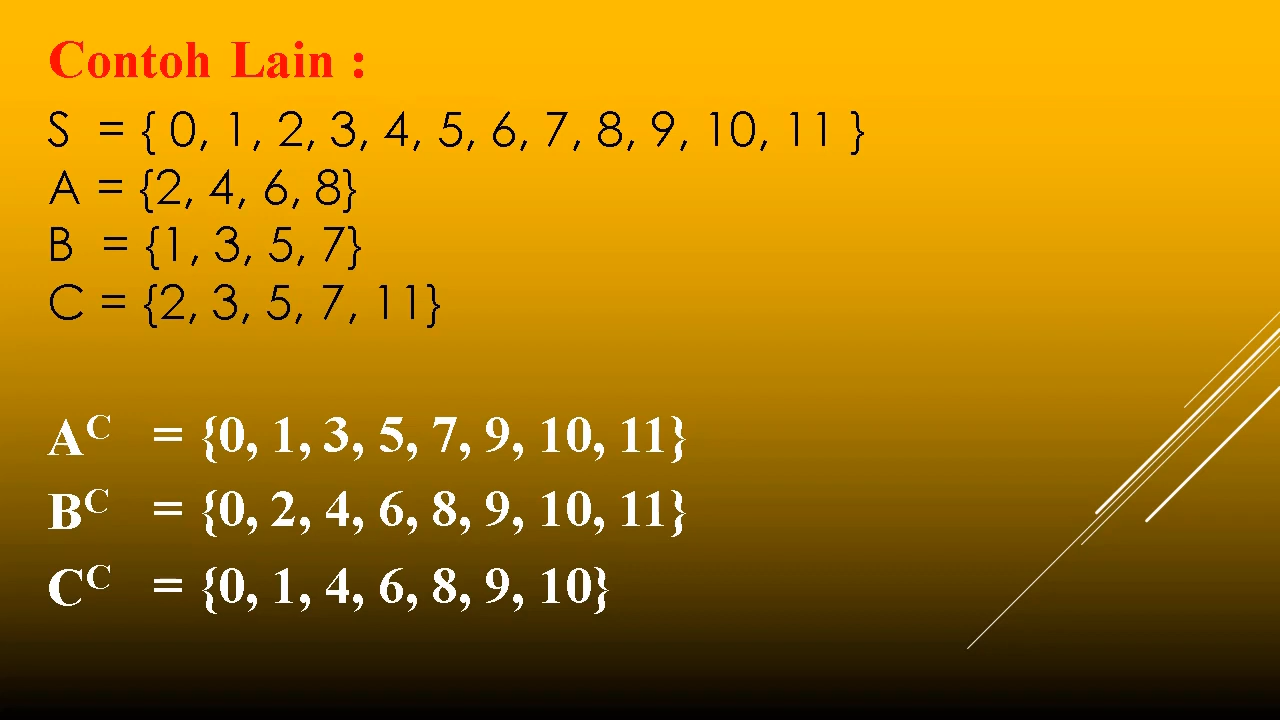 Contoh Lain :
S = { 0, 1, 2, 3, 4, 5, 6, 7, 8, 9, 10, 11 }
A = {2, 4, 6, 8}
B = {1, 3, 5, 7}
C = {2, 3, 5, 7, 11}
Aᶜ = {0, 1, 3, 5, 7, 9, 10, 11}
Bᶜ = {0, 2, 4, 6, 8, 9, 10, 11}
Cᶜ = {0, 1, 4, 6, 8, 9, 10}